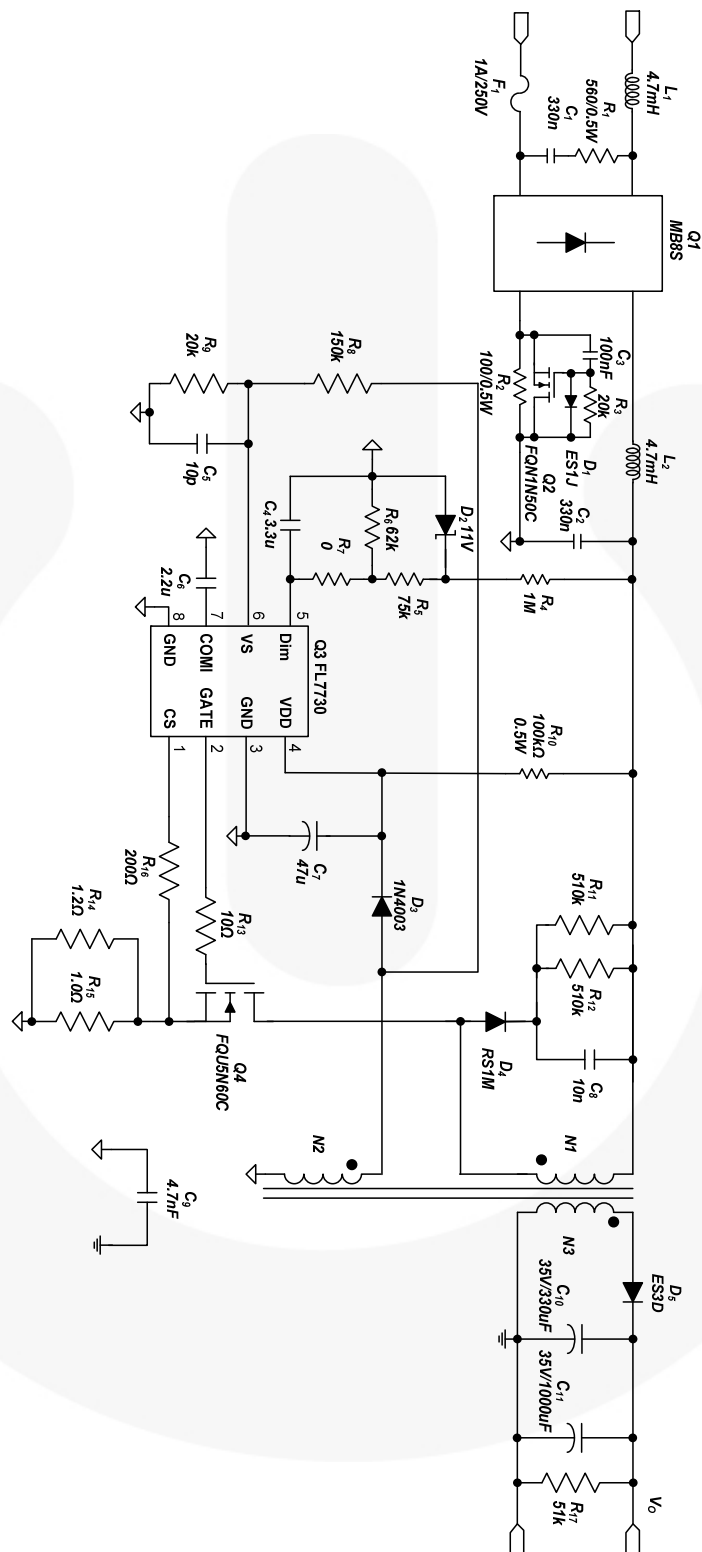 L1
4.7mH
F1
1A/250V
R1
560/0.5W
C1
330n
Q1
MB8S
C3
100nF
R3
20k
R2
100/0.5W
D1
ES1J
Q2
FQN1N50C
L2
4.7mH
C2
330n
R4
1M
R10
100kΩ
0.5W
R11
510k
R12
510k
C8
10n
D4
RS1M
N1
N2
N3
D5
ES3D
C10
35V/330uF
C11
35V/1000uF
R17
51k
VO
R8
150k
R9
20k
C5
10p
D2 11V
R6 62k
R5
75k
R7
0
C4 3.3u
C6
2.2u
Q3 FL7730
5
6
7
8
Dim
VS
COMI
GND
VDD
GND
GATE
CS
4
3
2
1
D3
1N4003
C7
47u
R13
10Ω
R16
200Ω
R14
1.2Ω
R15
1.0Ω
Q4
FQU5N60C
C9
4.7nF